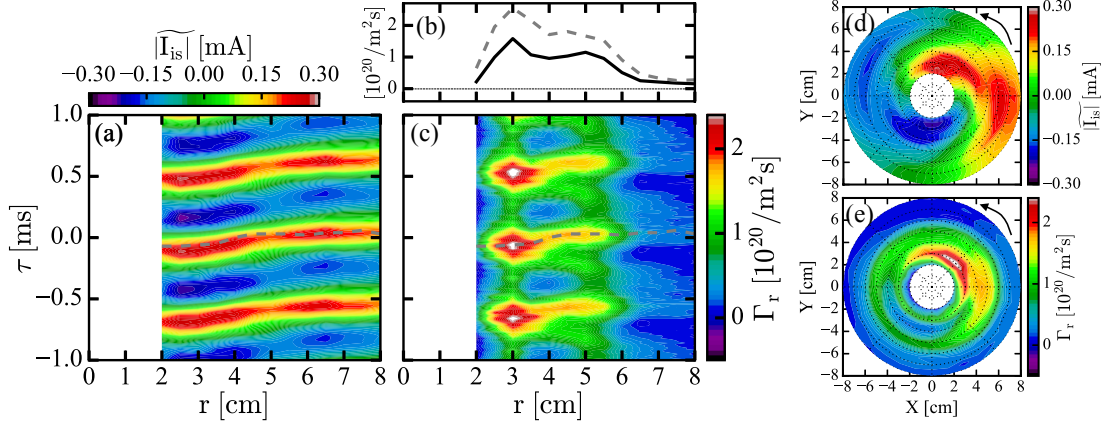 |Ĩis| [mA]
−0.30 −0.15 0.00 0.15 0.30
(a)
τ [ms]
1.0
0.5
0.0
−0.5
−1.0
0 1 2 3 4 5 6 7 8
r [cm]
(b)
[10²⁰/m²s]
2
1
0
(c)
0 1 2 3 4 5 6 7 8
r [cm]
Γr [10²⁰/m²s]
2
1
0
(d)
Y [cm]
8
6
4
2
0
−2
−4
−6
−8
|Ĩis| [mA]
0.30
0.15
0.00
−0.15
−0.30
(e)
Y [cm]
8
6
4
2
0
−2
−4
−6
−8
−8 −6 −4 −2 0 2 4 6 8
X [cm]
Γr [10²⁰/m²s]
2
1
0